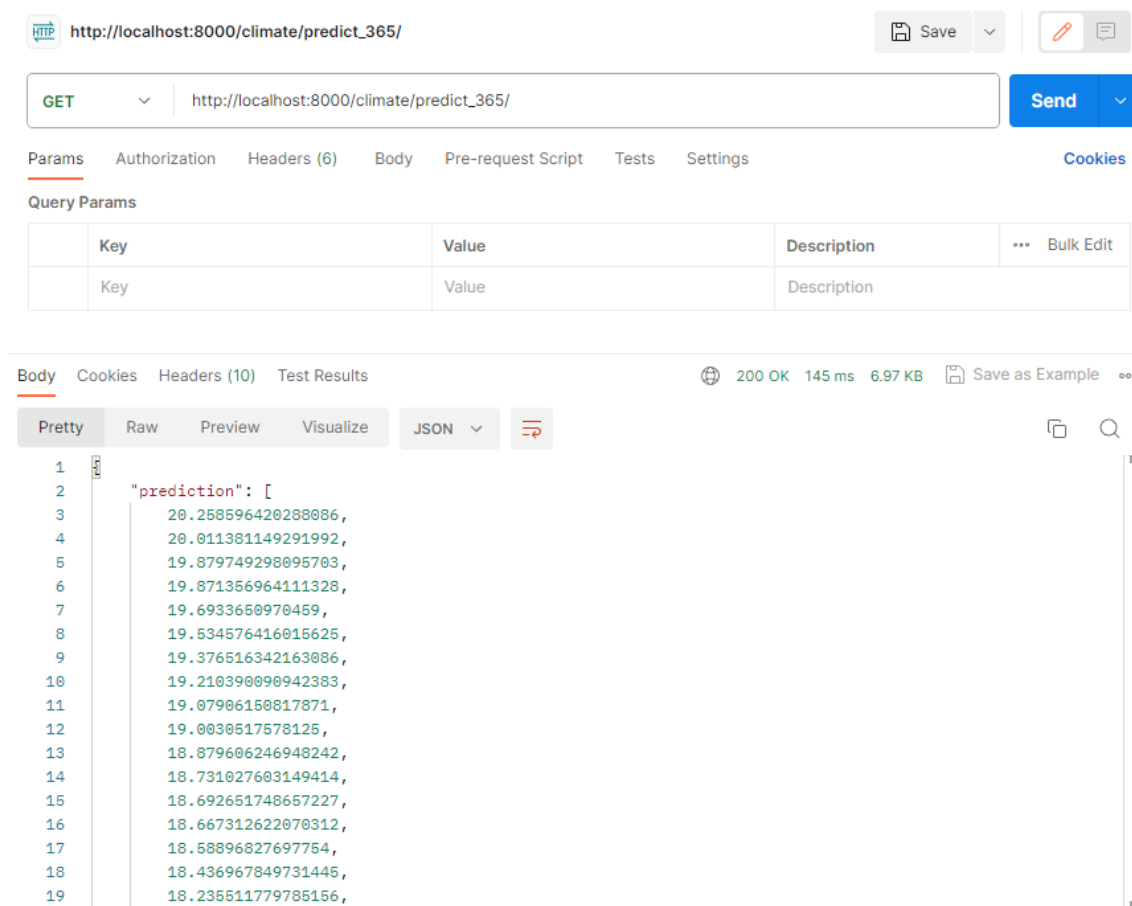 HTTP http://localhost:8000/climate/predict_365/ Save
GET http://localhost:8000/climate/predict_365/ Send
Params Authorization Headers (6) Body Pre-request Script Tests Settings Cookies
Query Params
Key Value Description ••• Bulk Edit
Key Value Description
Body Cookies Headers (10) Test Results 200 OK 145 ms 6.97 KB Save as Example
Pretty Raw Preview Visualize JSON
1 {
2 "prediction": [
3 20.258596420288086,
4 20.011381149291992,
5 19.879749298095703,
6 19.871356964111328,
7 19.6933650970459,
8 19.534576416015625,
9 19.376516342163086,
10 19.210390090942383,
11 19.07906150817871,
12 19.0030517578125,
13 18.879606246948242,
14 18.731027603149414,
15 18.692651748657227,
16 18.667312622070312,
17 18.58896827697754,
18 18.436967849731445,
19 18.235511779785156,